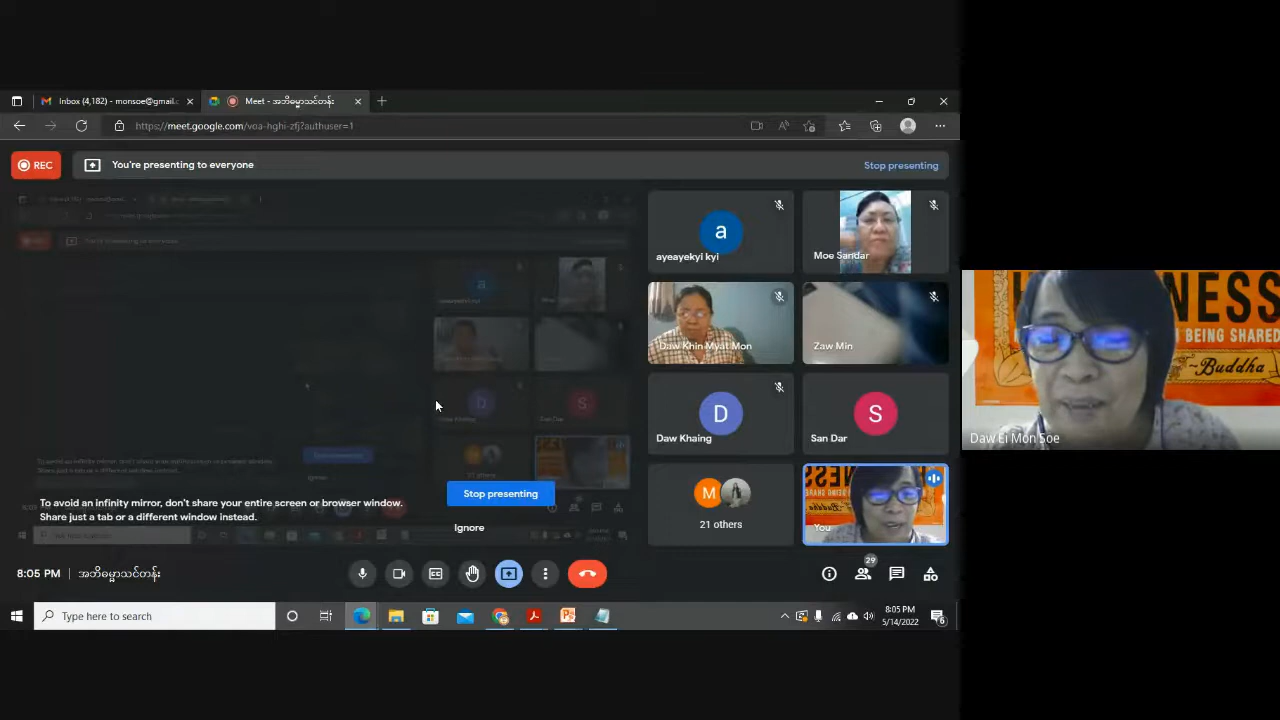 Inbox (4,182) - monsoe@gmail.c
Meet - အဘိဓမ္မာသင်တန်း
https://meet.google.com/voa-hghi-zfj?authuser=1
REC
You're presenting to everyone
Stop presenting
a
ayeayekyi kyi
Moe Sandar
Daw Khin Myat Mon
Zaw Min
D
Daw Khaing
S
San Dar
M
21 others
You
To avoid an infinity mirror, don't share your entire screen or browser window.
Share just a tab or a different window instead.
Stop presenting
Ignore
8:05 PM | အဘိဓမ္မာသင်တန်း
29
Type here to search
8:05 PM
5/14/2022
6
NESS
BEING SHARED
~Buddha
Daw Ei Mon Soe